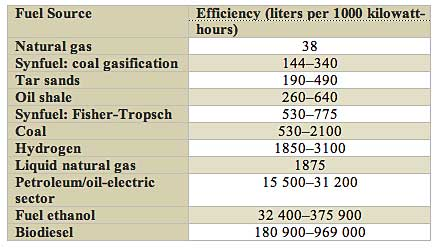 Fuel Source Efficiency (liters per 1000 kilowatt-
hours)
Natural gas 38
Synfuel: coal gasification 144–340
Tar sands 190–490
Oil shale 260–640
Synfuel: Fisher-Tropsch 530–775
Coal 530–2100
Hydrogen 1850–3100
Liquid natural gas 1875
Petroleum/oil-electric 15 500–31 200
sector
Fuel ethanol 32 400–375 900
Biodiesel 180 900–969 000